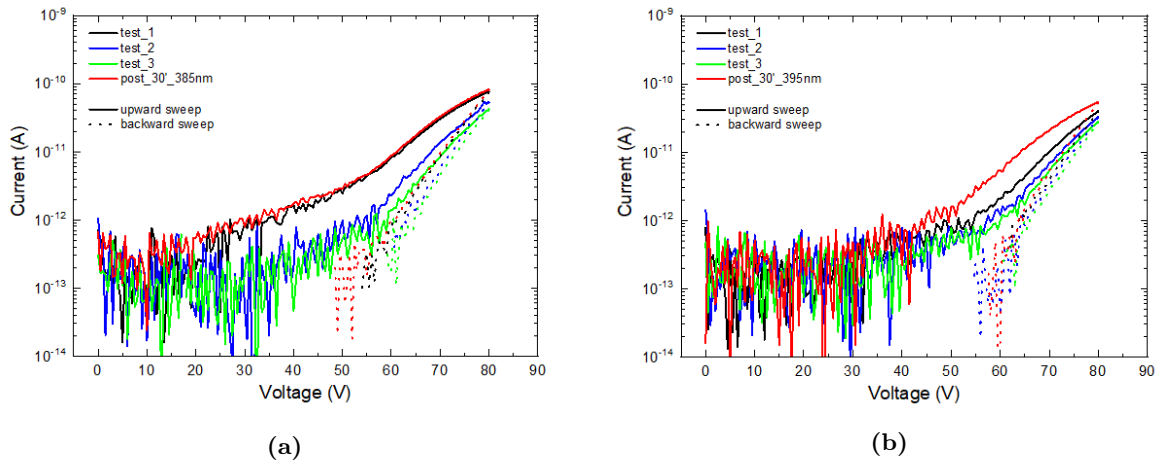 10^-9
10^-10
10^-11
10^-12
10^-13
10^-14
Current (A)
test_1
test_2
test_3
post_30'_385nm
upward sweep
backward sweep
0 10 20 30 40 50 60 70 80 90
Voltage (V)
(a)
10^-9
10^-10
10^-11
10^-12
10^-13
10^-14
Current (A)
test_1
test_2
test_3
post_30'_395nm
upward sweep
backward sweep
0 10 20 30 40 50 60 70 80 90
Voltage (V)
(b)